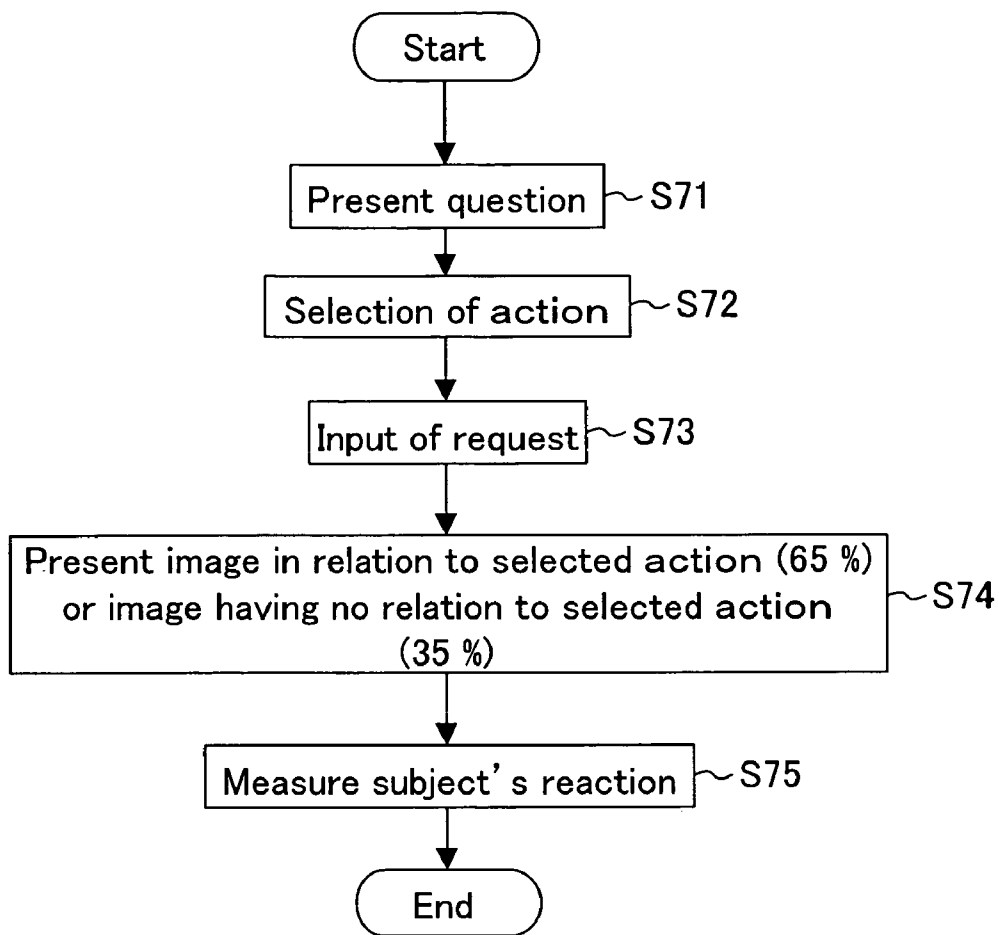 Start
Present question
S71
Selection of action
S72
Input of request
S73
Present image in relation to selected action (65 %)
or image having no relation to selected action
(35 %)
S74
Measure subject's reaction
S75
End